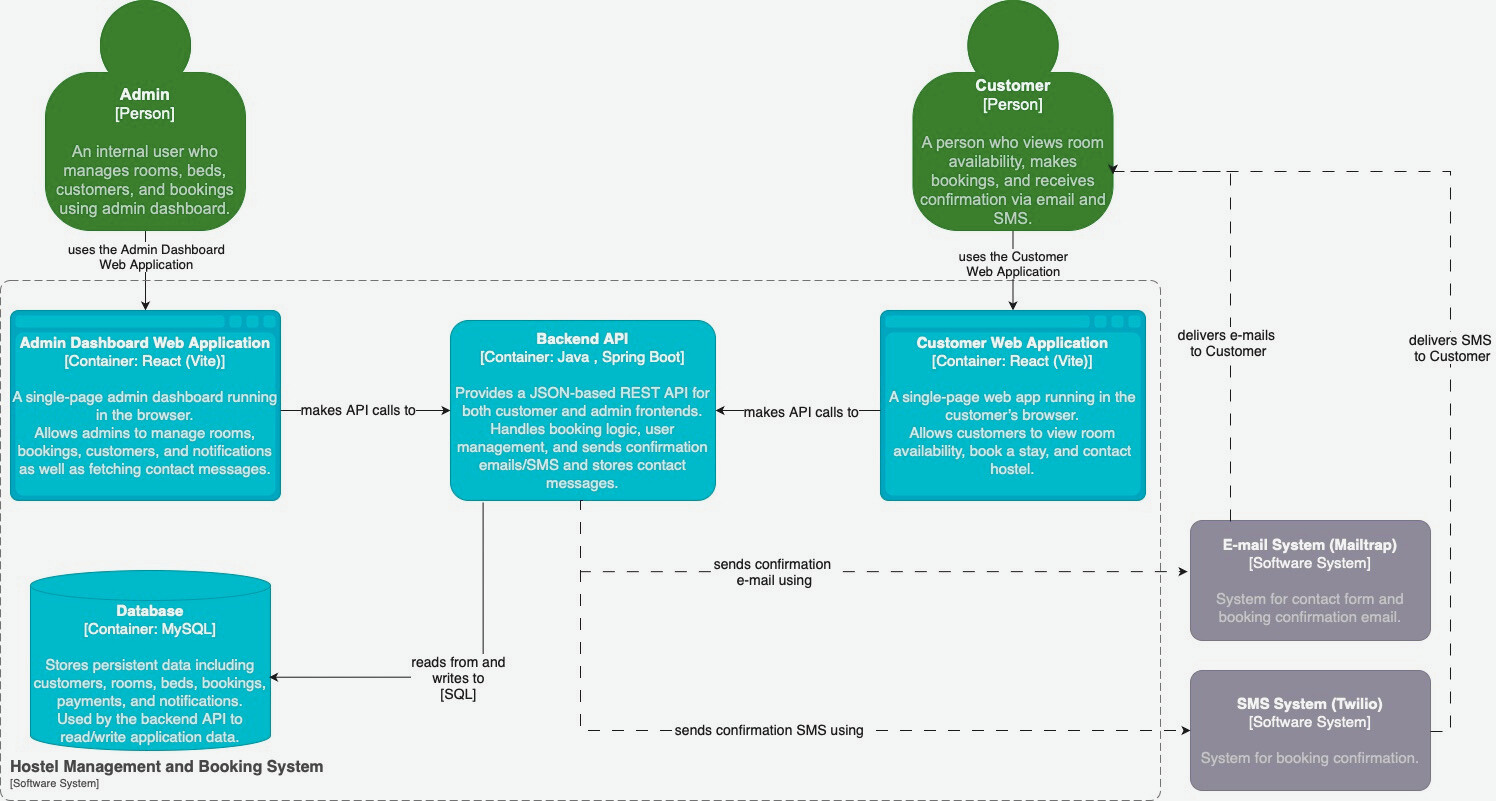 Admin
[Person]
An internal user who
manages rooms, beds,
customers, and bookings
using admin dashboard.
Customer
[Person]
A person who views room
availability, makes
bookings, and receives
confirmation via email and
SMS.
uses the Admin Dashboard
Web Application
uses the Customer
Web Application
Admin Dashboard Web Application
[Container: React (Vite)]
A single-page admin dashboard running
in the browser.
Allows admins to manage rooms,
bookings, customers, and notifications
as well as fetching contact messages.
makes API calls to
Backend API
[Container: Java , Spring Boot]
Provides a JSON-based REST API for
both customer and admin frontends.
Handles booking logic, user
management, and sends confirmation
emails/SMS and stores contact
messages.
makes API calls to
Customer Web Application
[Container: React (Vite)]
A single-page web app running in the
customer's browser.
Allows customers to view room
availability, book a stay, and contact
hostel.
delivers e-mails
to Customer
delivers SMS
to Customer
sends confirmation
e-mail using
E-mail System (Mailtrap)
[Software System]
System for contact form and
booking confirmation email.
Database
[Container: MySQL]
Stores persistent data including
customers, rooms, beds, bookings,
payments, and notifications.
Used by the backend API to
read/write application data.
reads from and
writes to
[SQL]
sends confirmation SMS using
SMS System (Twilio)
[Software System]
System for booking confirmation.
Hostel Management and Booking System
[Software System]